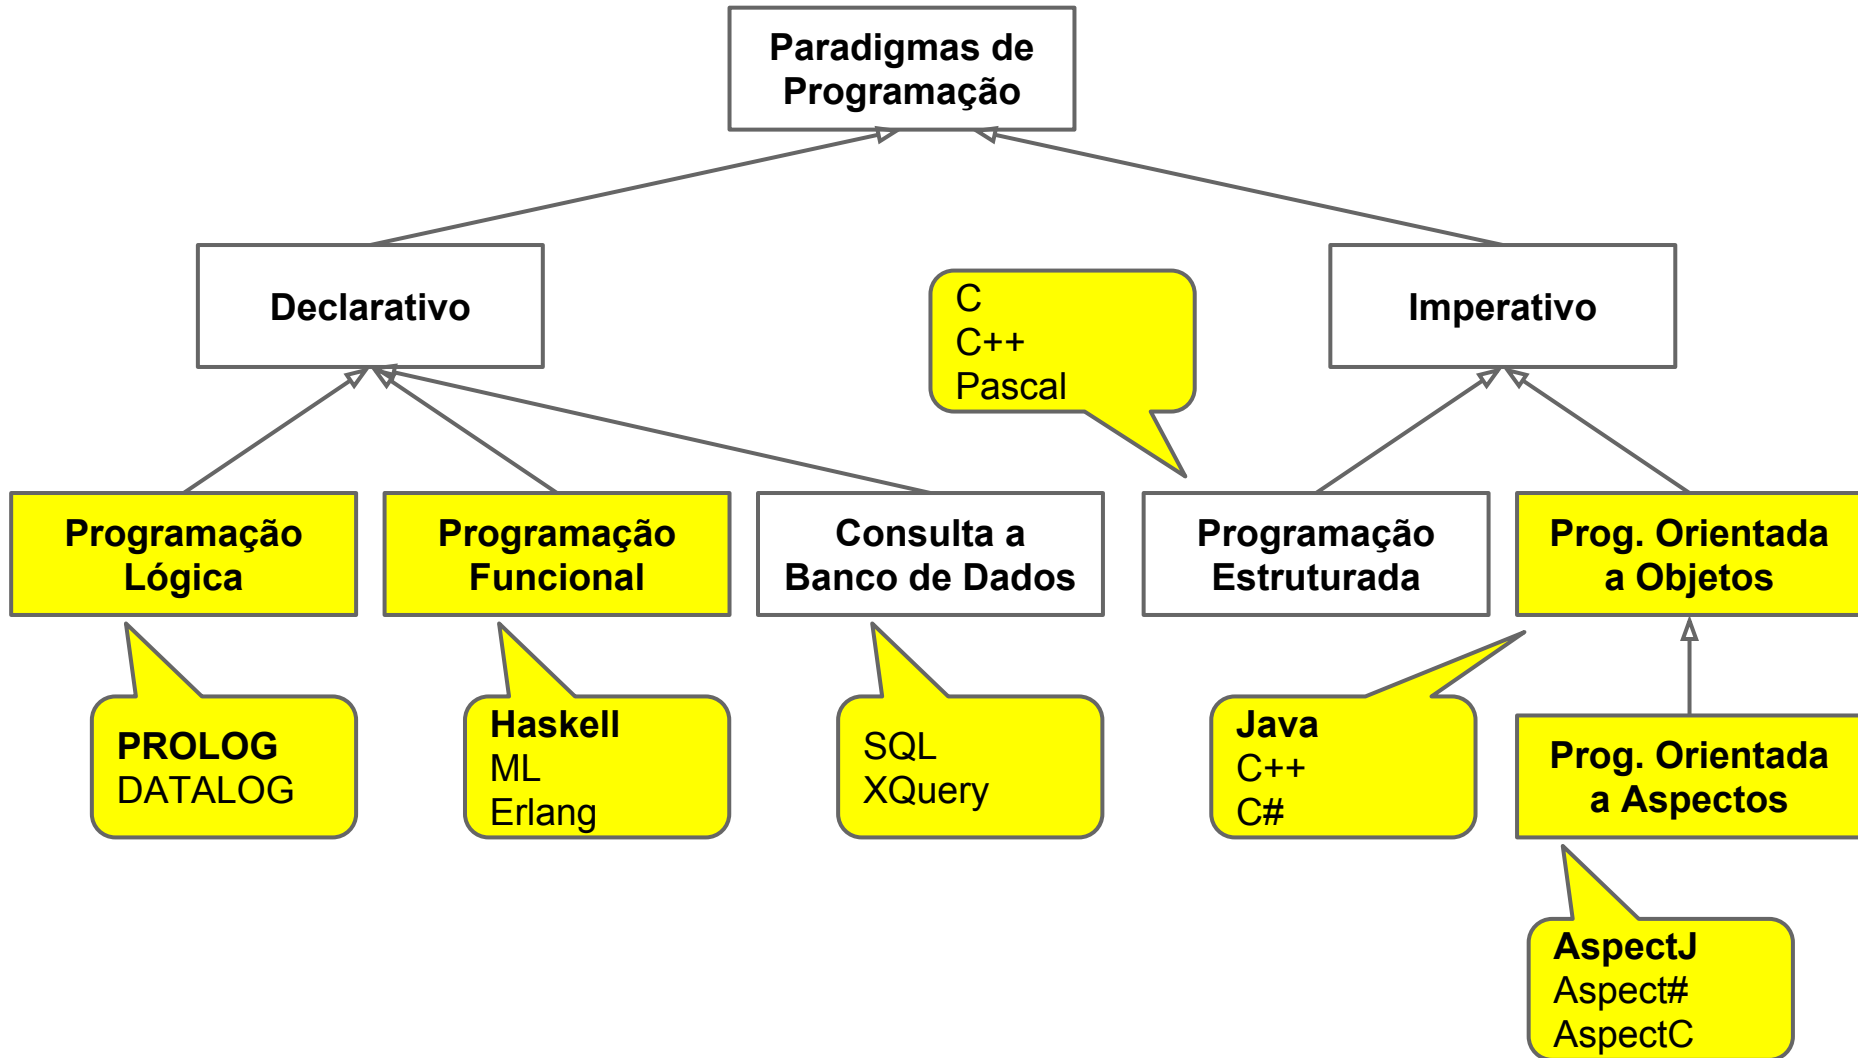 Paradigmas de
Programação
Declarativo
Imperativo
C
C++
Pascal
Programação
Lógica
Programação
Funcional
Consulta a
Banco de Dados
Programação
Estruturada
Prog. Orientada
a Objetos
PROLOG
DATALOG
Haskell
ML
Erlang
SQL
XQuery
Java
C++
C#
Prog. Orientada
a Aspectos
AspectJ
Aspect#
AspectC